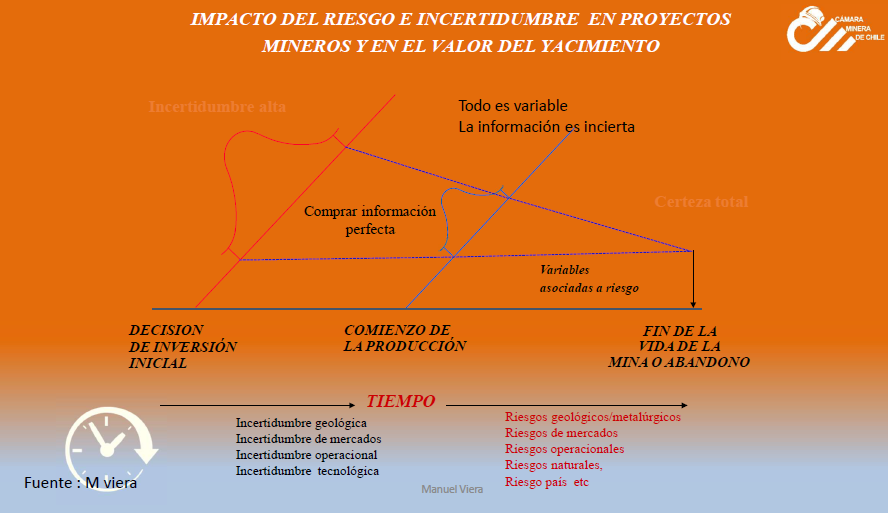 IMPACTO DEL RIESGO E INCERTIDUMBRE EN PROYECTOS
MINEROS Y EN EL VALOR DEL YACIMIENTO
CÁMARA
MINERA
DE CHILE
Incertidumbre alta
Todo es variable
La información es incierta
Comprar información
perfecta
Certeza total
Variables
asociadas a riesgo
DECISION
DE INVERSIÓN
INICIAL
COMIENZO DE
LA PRODUCCIÓN
FIN DE LA
VIDA DE LA
MINA O ABANDONO
TIEMPO
Incertidumbre geológica
Incertidumbre de mercados
Incertidumbre operacional
Incertidumbre tecnológica
Riesgos geológicos/metalúrgicos
Riesgos de mercados
Riesgos operacionales
Riesgos naturales,
Riesgo país etc
Fuente : M viera
Manuel Viera